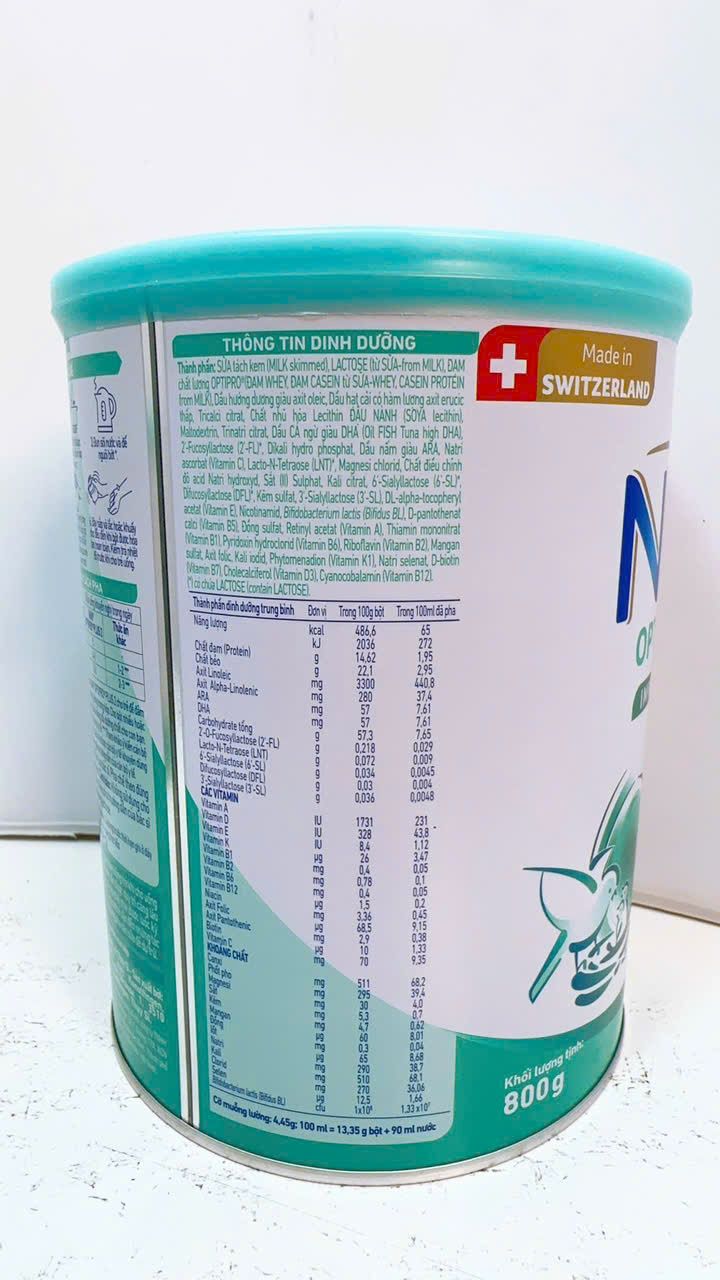 THÔNG TIN DINH DƯỠNG
Thành phần: SỮA tách kem (MILK skimmed), LACTOSE (từ SỮA-from MILK), ĐẠM
chất lượng OPTIPRO®(ĐẠM WHEY, ĐẠM CASEIN từ SỮA-WHEY, CASEIN PROTEIN
from MILK), Dầu hướng dương giàu axit oleic, Dầu hạt cải có hàm lượng axit erucic
thấp, Tricalci citrat, Chất nhũ hóa Lecithin ĐẬU NÀNH (SOYA lecithin),
Maltodextrin, Trinatri citrat, Dầu CÁ ngừ giàu DHA (Oil FISH Tuna high DHA),
2'-Fucosyllactose (2'-FL)*, Dikali hydro phosphat, Dầu nấm giàu ARA, Natri
ascorbat (Vitamin C), Lacto-N-Tetraose (LNT)*, Magnesi chlorid, Chất điều chỉnh
độ acid Natri hydroxyd, Sắt (II) Sulphat, Kali citrat, 6'-Sialyllactose (6'-SL)*,
Difucosyllactose (DFL)*, Kẽm sulfat, 3'-Sialyllactose (3'-SL), DL-alpha-tocopheryl
acetat (Vitamin E), Nicotinamid, Bifidobacterium lactis (Bifidus BL), D-pantothenat
calci (Vitamin B5), Đồng sulfat, Retinyl acetat (Vitamin A), Thiamin mononitrat
(Vitamin B1), Pyridoxin hydroclorid (Vitamin B6), Riboflavin (Vitamin B2), Mangan
sulfat, Axit folic, Kali iodid, Phytomenadion (Vitamin K1), Natri selenat, D-biotin
(Vitamin B7), Cholecalciferol (Vitamin D3), Cyanocobalamin (Vitamin B12).
(*) có chứa LACTOSE (contain LACTOSE).
Thành phần dinh dưỡng trung bình Đơn vị Trong 100g bột Trong 100ml đã pha
Năng lượng kcal 486,6 65
kJ 2036 272
Chất đạm (Protein) g 14,62 1,95
Chất béo g 22,1 2,95
Axit Linoleic mg 3300 440,8
Axit Alpha-Linolenic mg 280 37,4
ARA mg 57 7,61
DHA mg 57 7,61
Carbohydrate tổng g 57,3 7,65
2'-O-Fucosyllactose (2'-FL) g 0,218 0,029
Lacto-N-Tetraose (LNT) g 0,072 0,009
6'-Sialyllactose (6'-SL) g 0,034 0,0045
Difucosyllactose (DFL) g 0,03 0,004
3'-Sialyllactose (3'-SL) g 0,036 0,0048
CÁC VITAMIN
Vitamin A IU 1731 231
Vitamin D IU 328 43,8
Vitamin E IU 8,4 1,12
Vitamin K µg 26 3,47
Vitamin B1 mg 0,4 0,05
Vitamin B2 mg 0,78 0,1
Vitamin B6 mg 0,4 0,05
Vitamin B12 µg 1,5 0,2
Niacin mg 3,36 0,45
Axit Folic µg 68,5 9,15
Axit Pantothenic mg 2,9 0,38
Biotin µg 10 1,33
Vitamin C mg 70 9,35
KHOÁNG CHẤT
Canxi mg 511 68,2
Phốt pho mg 295 39,4
Magnesi mg 30 4,0
Sắt mg 5,3 0,7
Kẽm mg 4,7 0,62
Mangan µg 60 8,01
Đồng mg 0,3 0,04
Iốt µg 65 8,68
Natri mg 290 38,7
Kali mg 510 68,1
Clorid mg 270 36,06
Selen µg 12,5 1,66
Bifidobacterium lactis (Bifidus BL) cfu 1x10⁸ 1,33 x10⁷
Cỡ muỗng lường: 4,45g; 100 ml = 13,35 g bột + 90 ml nước
Made in
SWITZERLAND
N
OP
Khối lượng tịnh:
800g
2. Đun sôi nước và để
nguội bớt
Thức ăn
khác